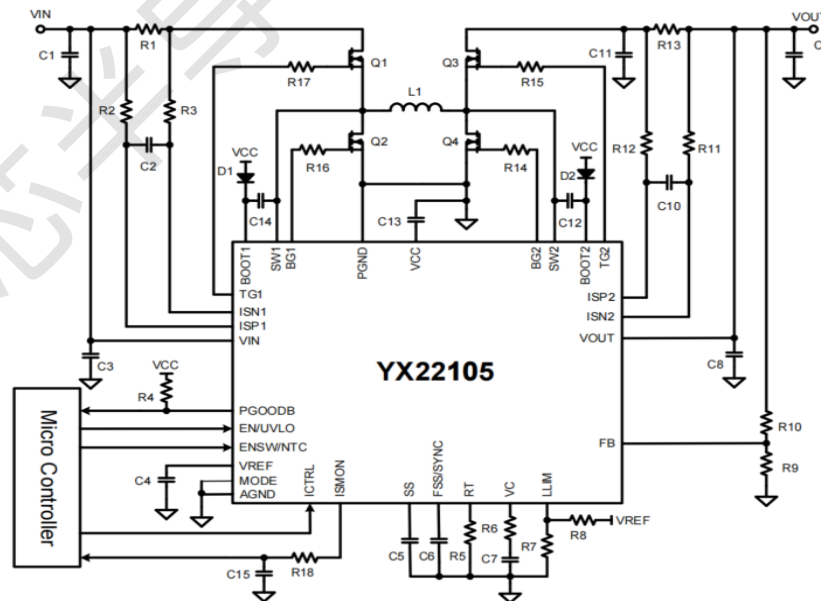 VIN
VOUT
C1
R1
Q1
Q3
C11
R13
C
R17
R15
R2
R3
L1
Q2
Q4
R12
R11
C2
VCC
R16
R14
VCC
D1
D2
C10
C14
C13
C12
BOOT1
SW1
BG1
PGND
VCC
BG2
SW2
BOOT2
TG2
TG1
ISP2
ISN1
ISN2
ISP1
VIN
VOUT
C3
C8
YX22105
VCC
R4
Micro Controller
PGOODB
EN/UVLO
ENSW/NTC
VREF
MODE
AGND
C4
FB
R10
R9
ICTRL
ISMON
SS
FSS/SYNC
RT
VC
LLIM
R8
VREF
C5
C6
R5
R6
C7
R7
C15
R18
芯半导